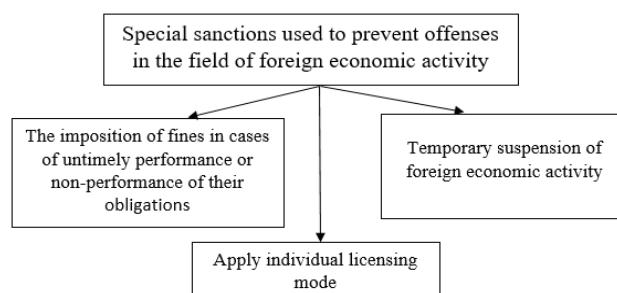 Special sanctions used to prevent offenses
in the field of foreign economic activity
The imposition of fines in cases
of untimely performance or
non-performance of their
obligations
Temporary suspension of
foreign economic activity
Apply individual licensing
mode